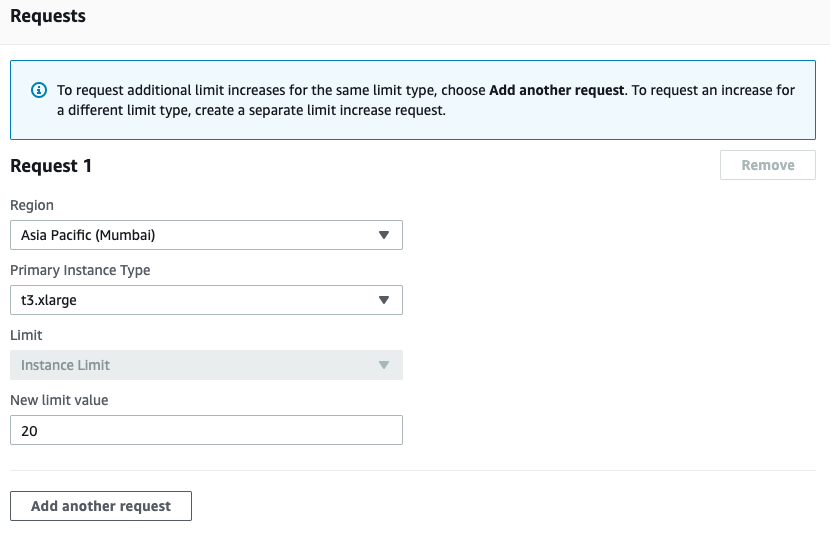 Requests
To request additional limit increases for the same limit type, choose Add another request. To request an increase for
a different limit type, create a separate limit increase request.
Request 1
Remove
Region
Asia Pacific (Mumbai)
Primary Instance Type
t3.xlarge
Limit
Instance Limit
New limit value
20
Add another request